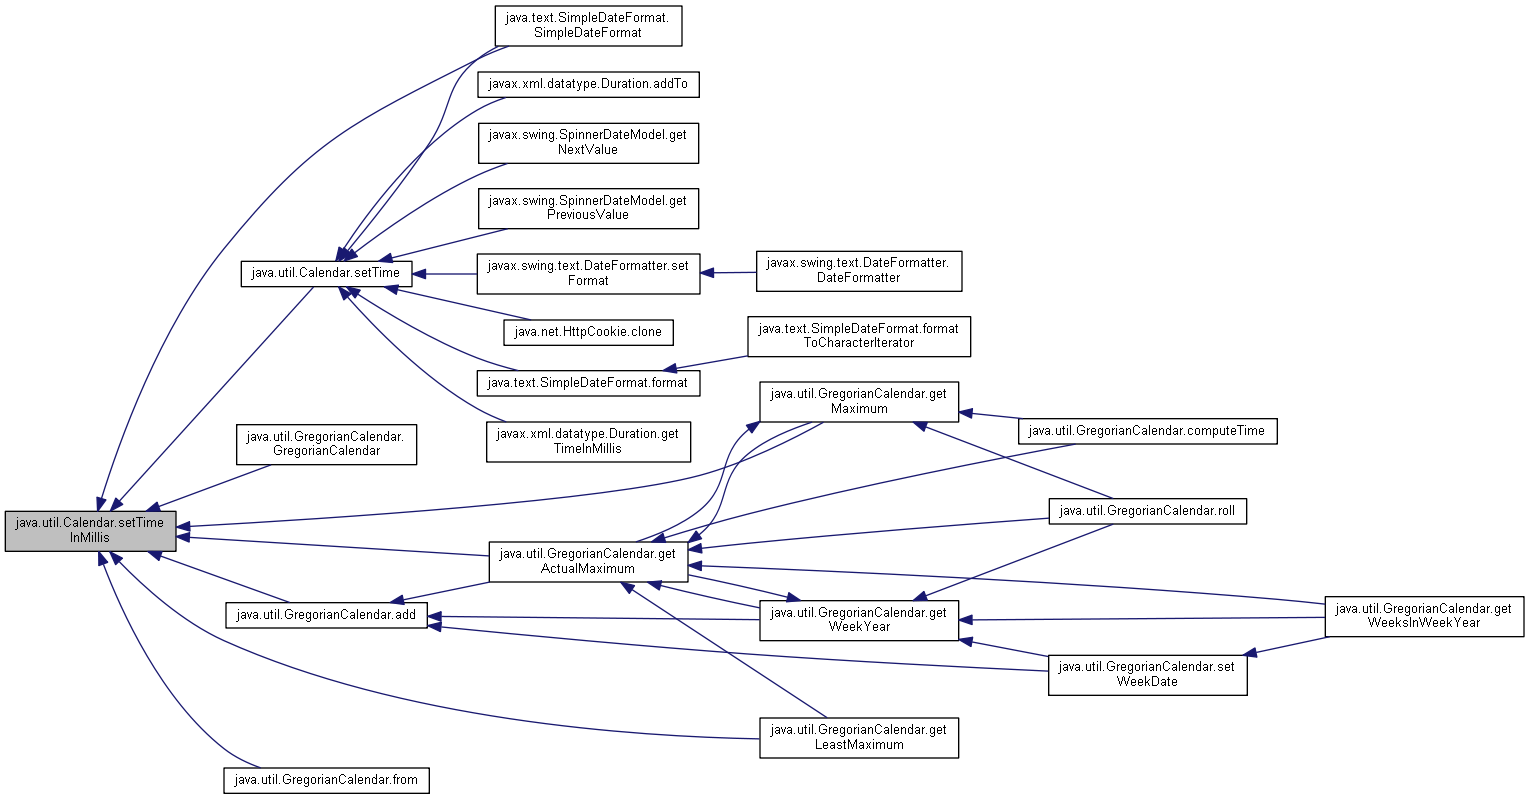 java.text.SimpleDateFormat.
SimpleDateFormat
javax.xml.datatype.Duration.addTo
javax.swing.SpinnerDateModel.get
NextValue
javax.swing.SpinnerDateModel.get
PreviousValue
java.util.Calendar.setTime
javax.swing.text.DateFormatter.set
Format
javax.swing.text.DateFormatter.
DateFormatter
java.net.HttpCookie.clone
java.text.SimpleDateFormat.format
ToCharacterIterator
java.text.SimpleDateFormat.format
java.util.GregorianCalendar.get
Maximum
java.util.GregorianCalendar.
GregorianCalendar
javax.xml.datatype.Duration.get
TimeInMillis
java.util.GregorianCalendar.computeTime
java.util.Calendar.setTime
InMillis
java.util.GregorianCalendar.roll
java.util.GregorianCalendar.get
ActualMaximum
java.util.GregorianCalendar.add
java.util.GregorianCalendar.get
WeekYear
java.util.GregorianCalendar.get
WeeksInWeekYear
java.util.GregorianCalendar.set
WeekDate
java.util.GregorianCalendar.get
LeastMaximum
java.util.GregorianCalendar.from